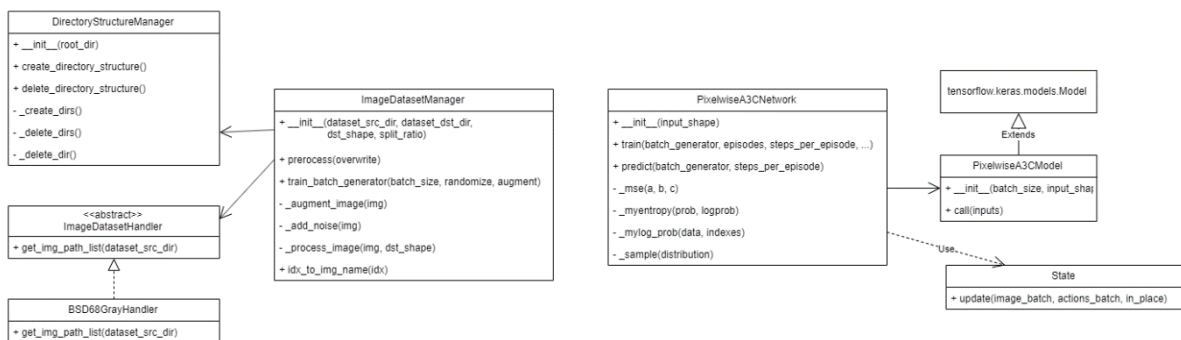 DirectoryStructureManager
+ __init__(root_dir)
+ create_directory_structure()
+ delete_directory_structure()
- _create_dirs()
- _delete_dirs()
- _delete_dir()
<<abstract>>
ImageDatasetHandler
+ get_img_path_list(dataset_src_dir)
BSD68GrayHandler
+ get_img_path_list(dataset_src_dir)
ImageDatasetManager
+ __init__(dataset_src_dir, dataset_dst_dir,
dst_shape, split_ratio)
+ prerocess(overwrite)
+ train_batch_generator(batch_size, randomize, augment)
- _augment_image(img)
- _add_noise(img)
- _process_image(img, dst_shape)
+ idx_to_img_name(idx)
PixelwiseA3CNetwork
+ __init__(input_shape)
+ train(batch_generator, episodes, steps_per_episode, ...)
+ predict(batch_generator, steps_per_episode)
- _mse(a, b, c)
- _myentropy(prob, logprob)
- _mylog_prob(data, indexes)
- _sample(distribution)
tensorflow.keras.models.Model
Extends
PixelwiseA3CModel
+ __init__(batch_size, input_shap
+ call(inputs)
Use
State
+ update(image_batch, actions_batch, in_place)